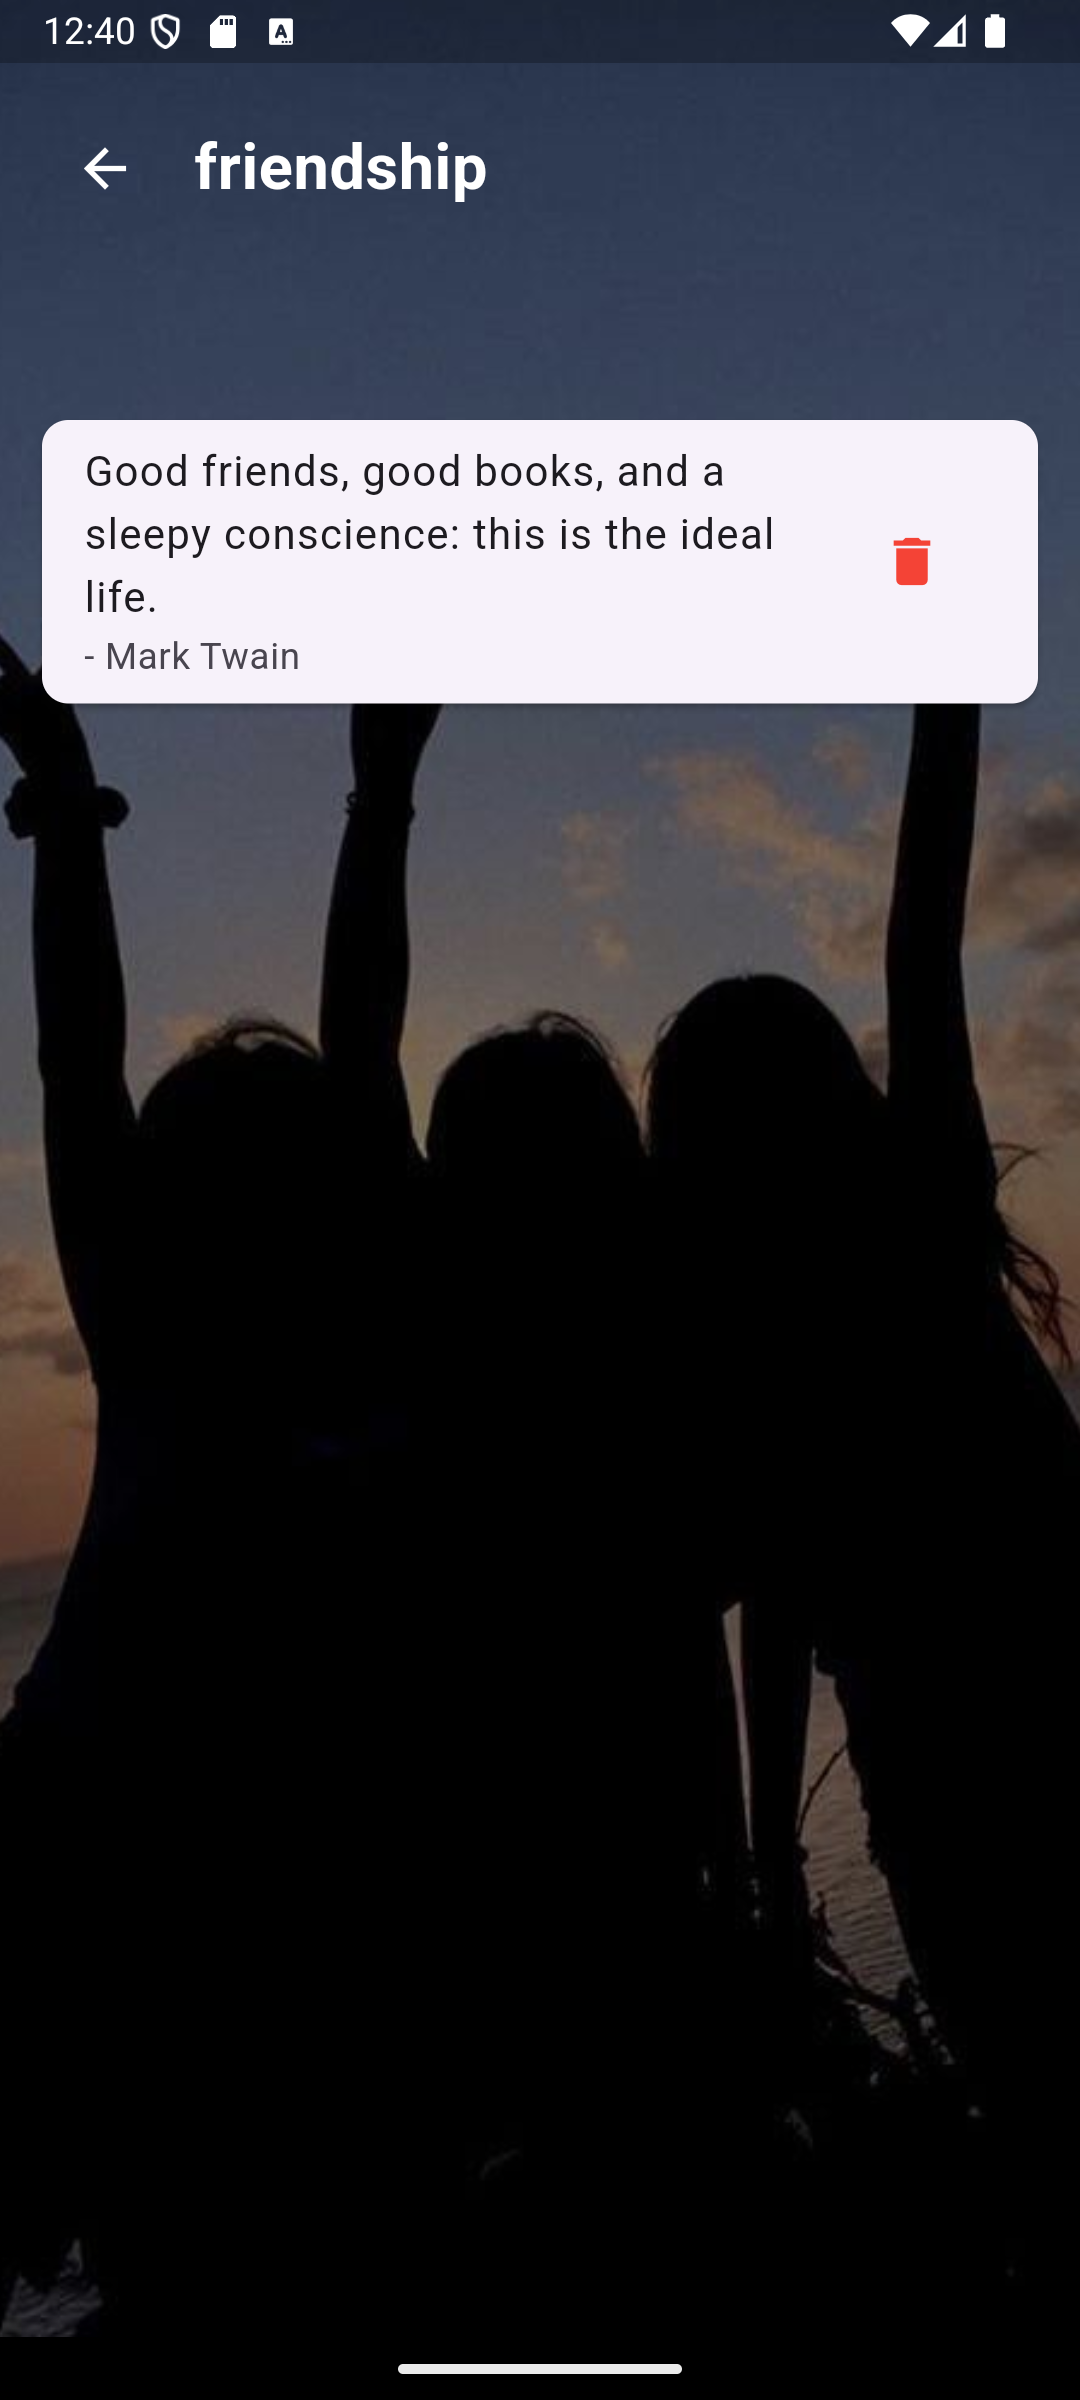 12:40
friendship
Good friends, good books, and a
sleepy conscience: this is the ideal
life.
- Mark Twain